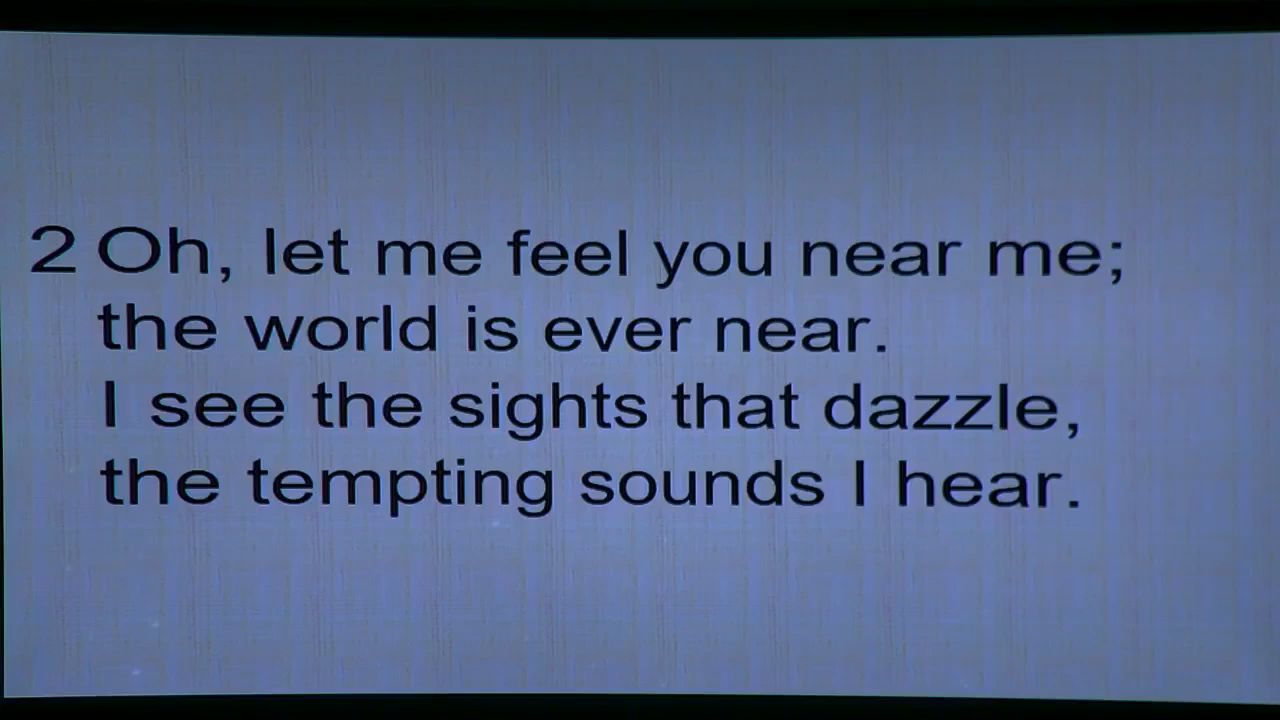 2 Oh, let me feel you near me;
the world is ever near.
I see the sights that dazzle,
the tempting sounds I hear.